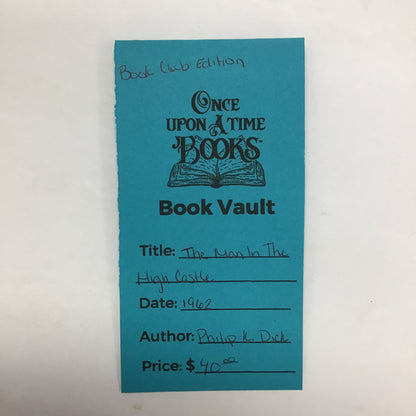 Book Club Edition
ONCE
UPON A TIME
BOOKS
Book Vault
Title: The Man In The
High Castle
Date: 1962
Author: Philip K. Dick
Price: $ 40.00